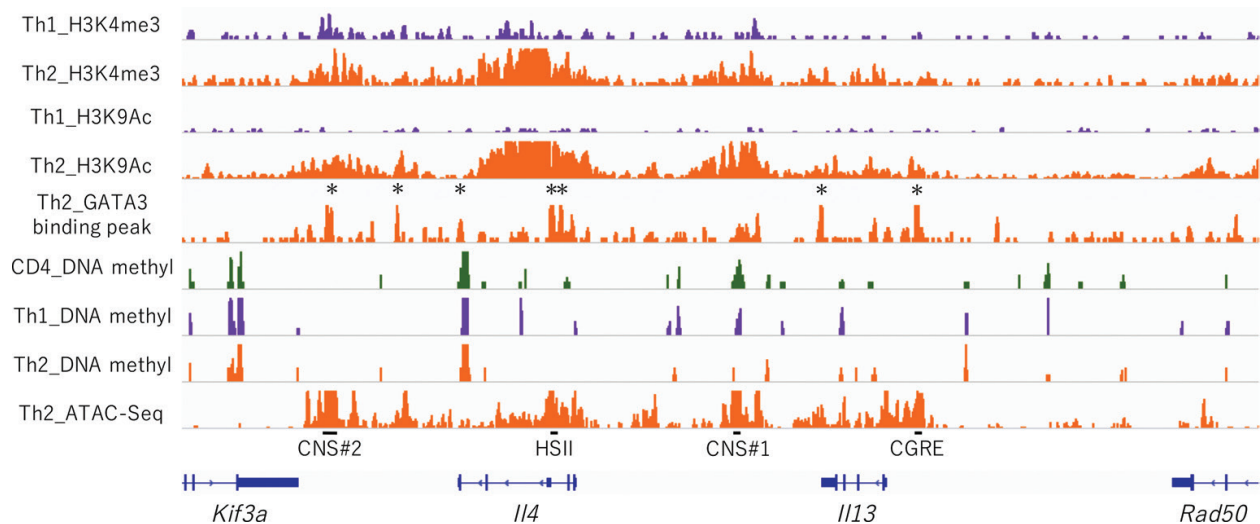 Th1_H3K4me3
Th2_H3K4me3
Th1_H3K9Ac
Th2_H3K9Ac
* * * ** * *
Th2_GATA3
binding peak
CD4_DNA methyl
Th1_DNA methyl
Th2_DNA methyl
Th2_ATAC-Seq
CNS#2 HSII CNS#1 CGRE
Kif3a Il4 Il13 Rad50